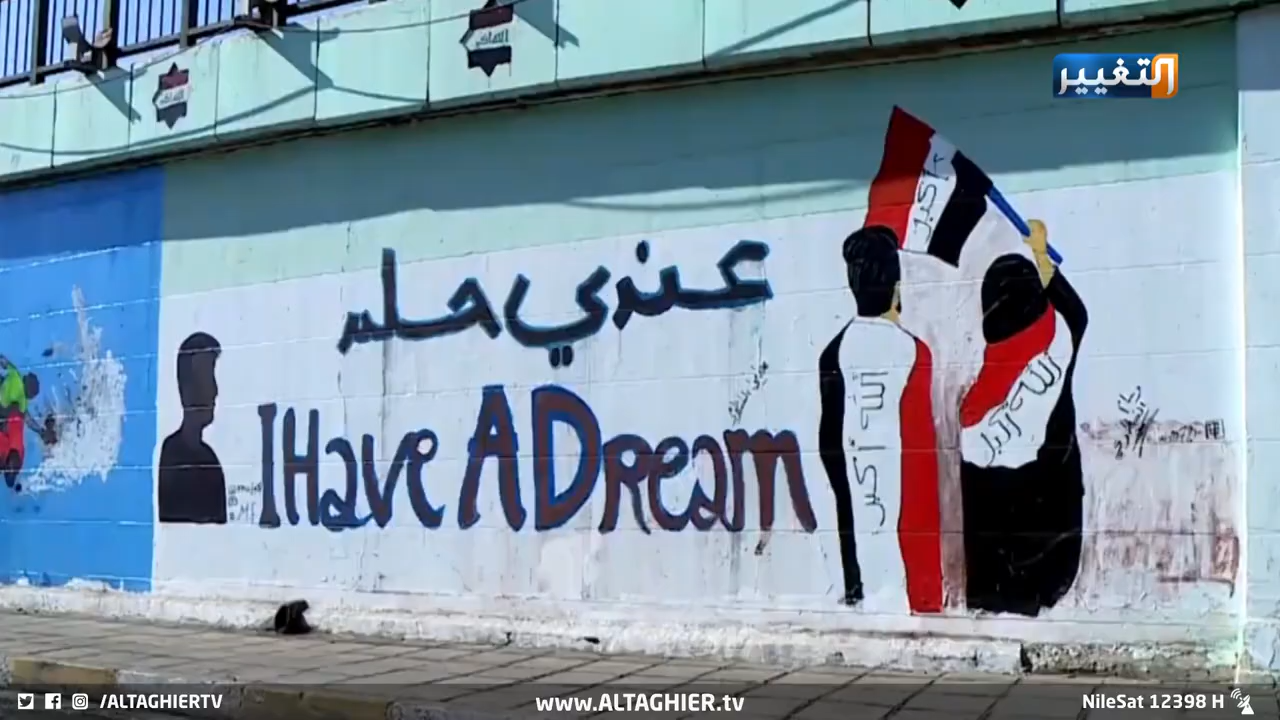 التغيير
عندي حلم
I Have A Dream
الله أكبر
الله أكبر
/ALTAGHIERTV
www.ALTAGHIER.tv
NileSat 12398 H